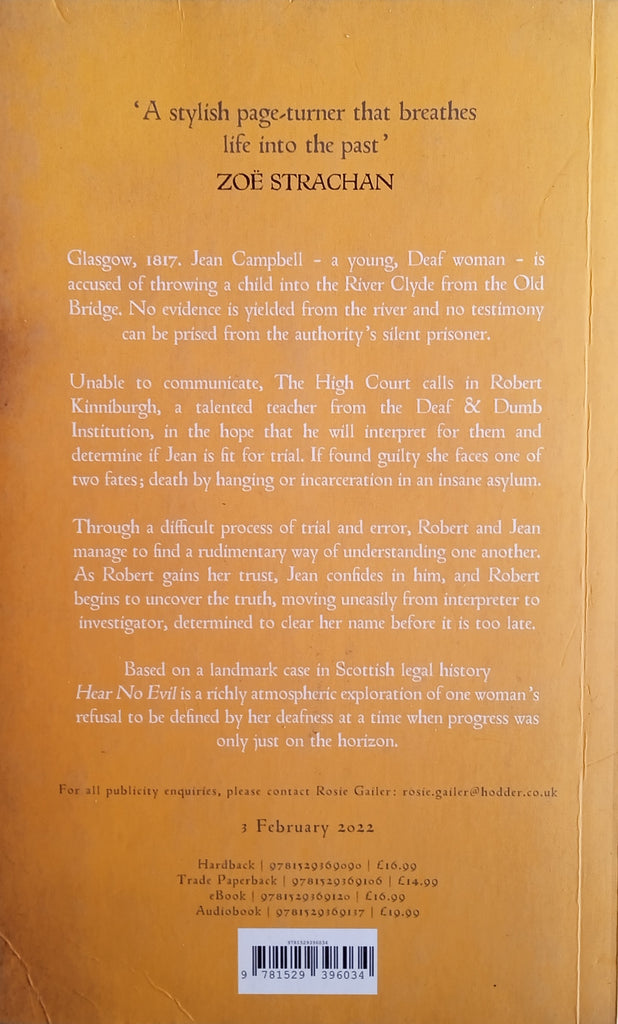 ‘A stylish page-turner that breathes
life into the past’
ZOË STRACHAN
Glasgow, 1817. Jean Campbell – a young, Deaf woman – is
accused of throwing a child into the River Clyde from the Old
Bridge. No evidence is yielded from the river and no testimony
can be prised from the authority’s silent prisoner.
Unable to communicate, The High Court calls in Robert
Kinniburgh, a talented teacher from the Deaf & Dumb
Institution, in the hope that he will interpret for them and
determine if Jean is fit for trial. If found guilty she faces one of
two fates; death by hanging or incarceration in an insane asylum.
Through a difficult process of trial and error, Robert and Jean
manage to find a rudimentary way of understanding one another.
As Robert gains her trust, Jean confides in him, and Robert
begins to uncover the truth, moving uneasily from interpreter to
investigator, determined to clear her name before it is too late.
Based on a landmark case in Scottish legal history
Hear No Evil is a richly atmospheric exploration of one woman’s
refusal to be defined by her deafness at a time when progress was
only just on the horizon.
For all publicity enquiries, please contact Rosie Gailer: rosie.gailer@hodder.co.uk
3 February 2022
Hardback | 9781529369090 | £16.99
Trade Paperback | 9781529369106 | £14.99
eBook | 9781529369120 | £16.99
Audiobook | 9781529369137 | £19.99
9781529396034
9 781529 396034